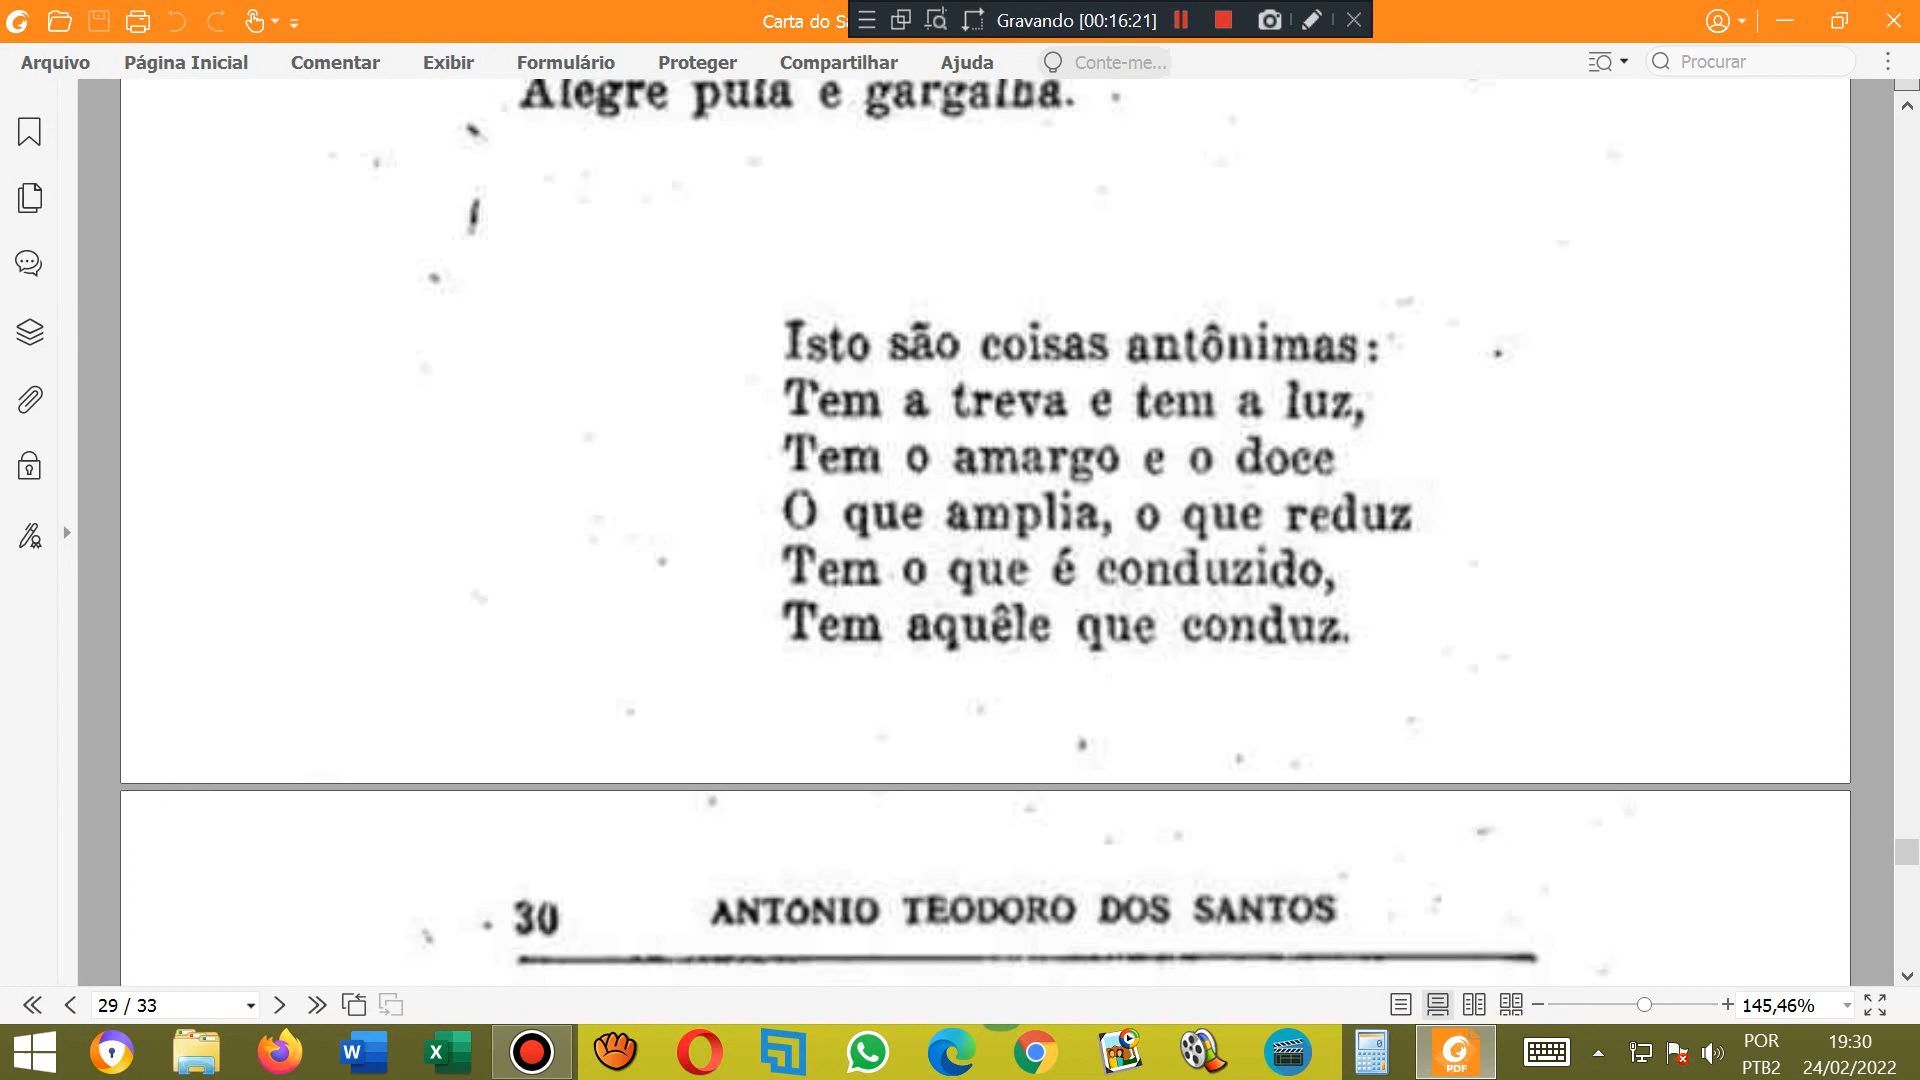 Carta do S
Gravando [00:16:21]
Arquivo Página Inicial Comentar Exibir Formulário Proteger Compartilhar Ajuda Conte-me... Procurar
Alegre pula e gargalha.
Isto são coisas antônimas:
Tem a treva e tem a luz,
Tem o amargo e o doce
O que amplia, o que reduz
Tem o que é conduzido,
Tem aquêle que conduz.
30 ANTONIO TEODORO DOS SANTOS
29 / 33 145,46%
W X PDF POR 19:30
PTB2 24/02/2022